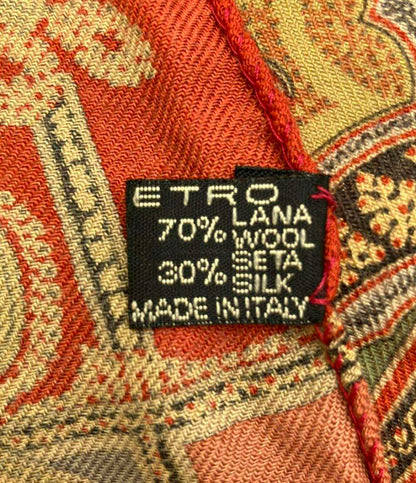 ETRO
70% LANA
WOOL
30% SETA
SILK
MADE IN ITALY